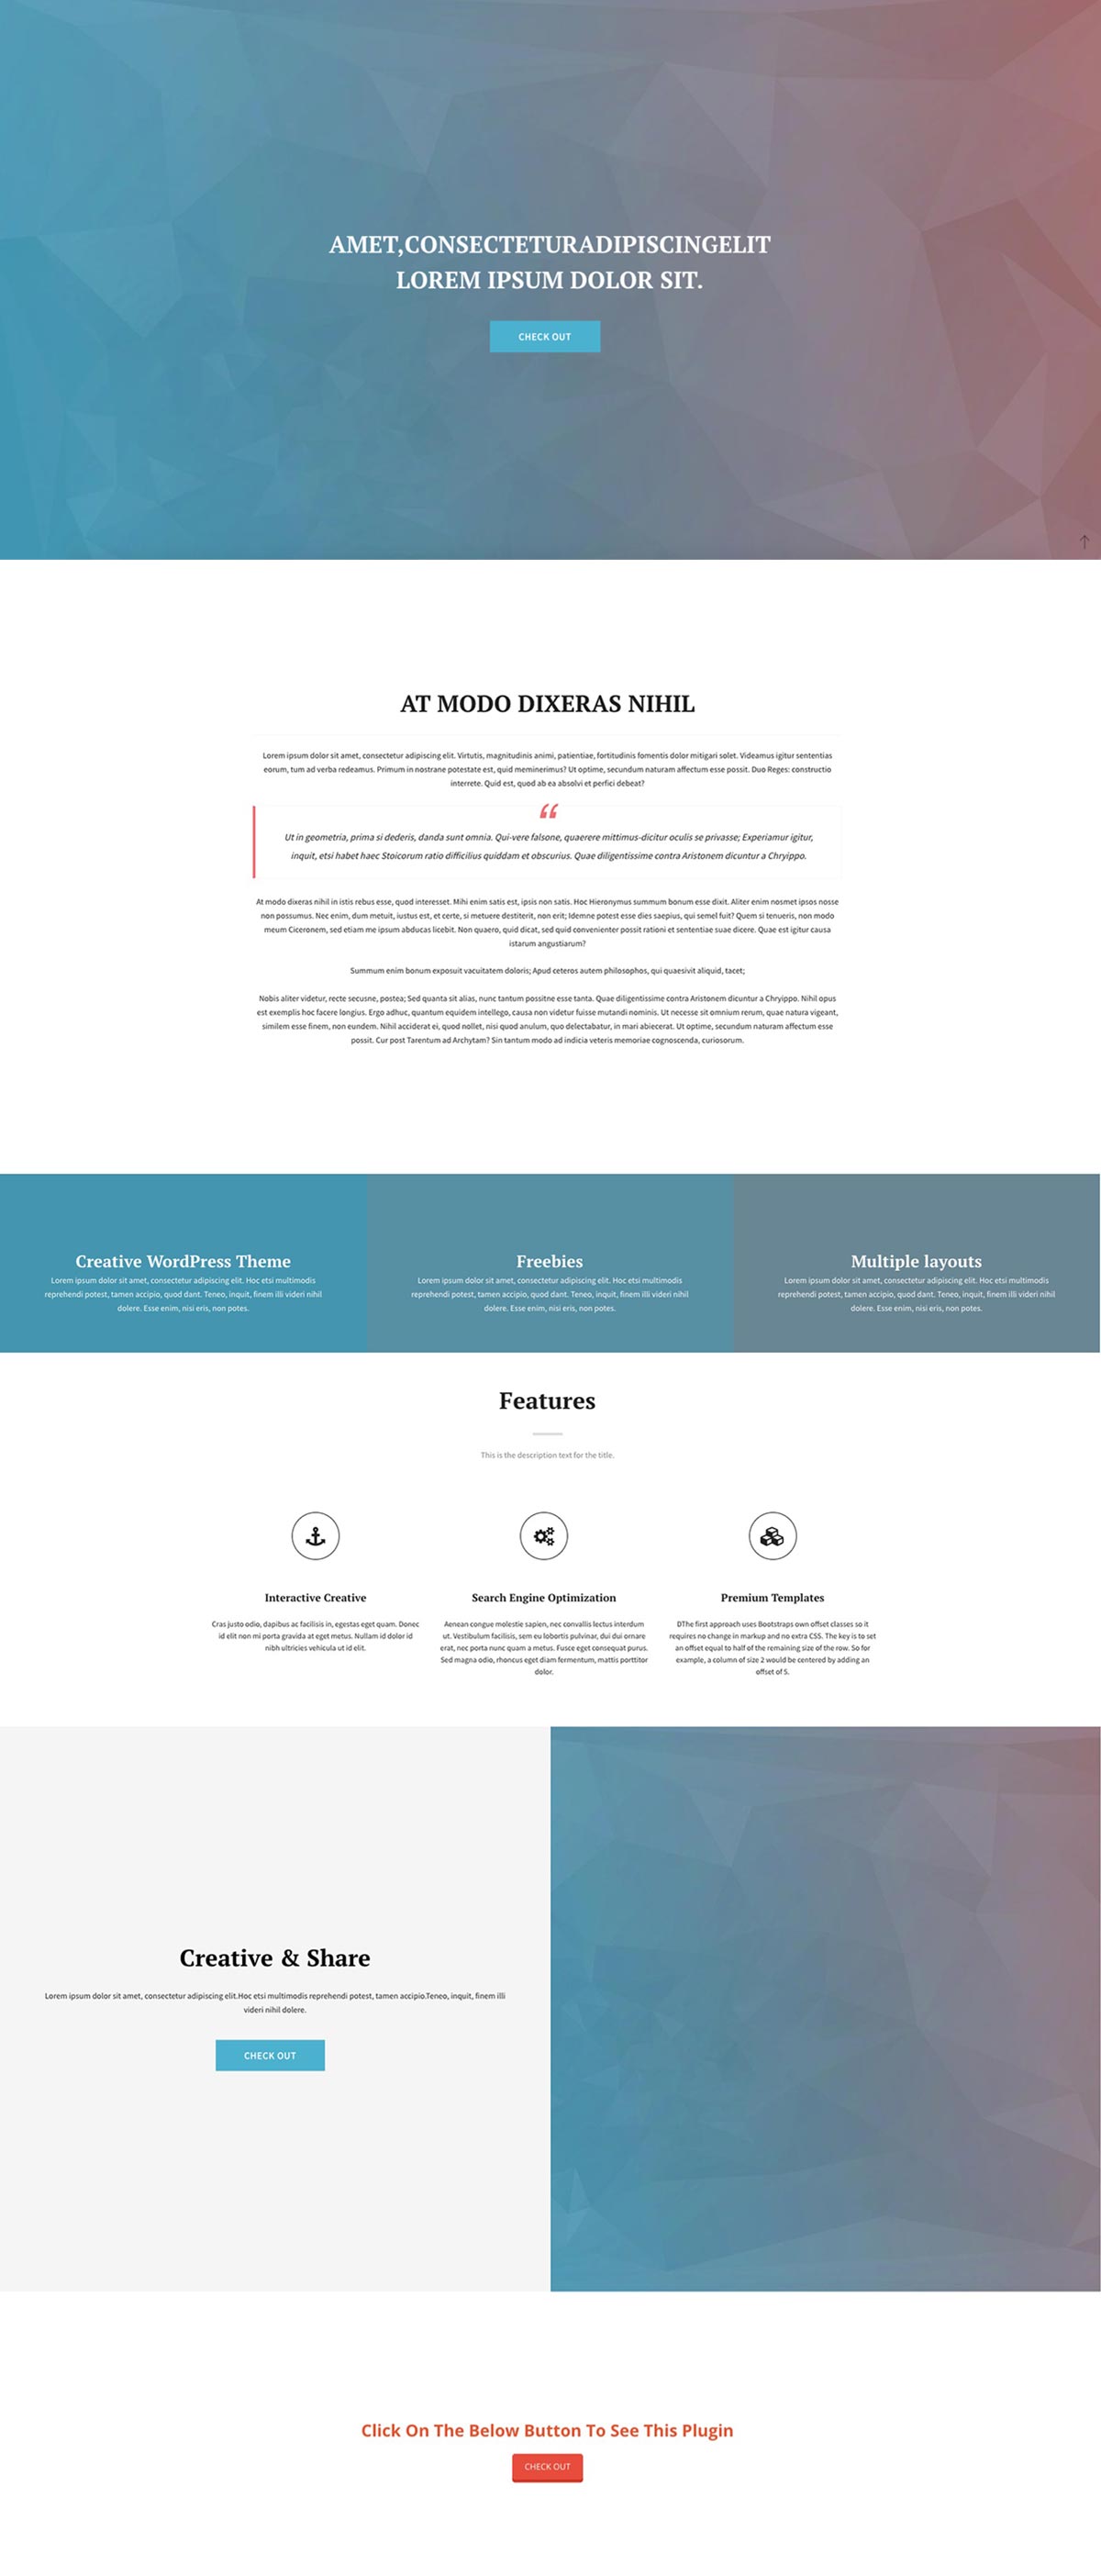 AMET,CONSECTETURADIPISCINGELIT
LOREM IPSUM DOLOR SIT.
CHECK OUT
AT MODO DIXERAS NIHIL
Lorem ipsum dolor sit amet, consectetur adipiscing elit. Virtutis, magnitudinis animi, patientiae, fortitudinis fomentis dolor mitigari solet. Videamus igitur sententias
eorum, tum ad verba redeamus. Primum in nostrane potestate est, quid meminerimus? Ut optime, secundum naturam affectum esse possit. Duo Reges: constructio
interrete. Quid est, quod ab ea absolvi et perfici debeat?
“
Ut in geometria, prima si dederis, danda sunt omnia. Qui-vere falsone, quaerere mittimus-dicitur oculis se privasse; Experiamur igitur,
inquit, etsi habet haec Stoicorum ratio difficilius quiddam et obscurius. Quae diligentissime contra Aristonem dicuntur a Chryippo.
At modo dixeras nihil in istis rebus esse, quod interesset. Mihi enim satis est, ipsis non satis. Hoc Hieronymus summum bonum esse dixit. Aliter enim nosmet ipsos nosse
non possumus. Nec enim, dum metuit, iustus est, et certe, si metuere destiterit, non erit; Idemne potest esse dies saepius, qui semel fuit? Quem si tenueris, non modo
meum Ciceronem, sed etiam me ipsum abducas licebit. Non quaero, quid dicat, sed quid convenienter possit rationi et sententiae suae dicere. Quae est igitur causa
istarum angustiarum?
Summum enim bonum exposuit vacuitatem doloris; Apud ceteros autem philosophos, qui quaesivit aliquid, tacet;
Nobis aliter videtur, recte secusne, postea; Sed quanta sit alias, nunc tantum possitne esse tanta. Quae diligentissime contra Aristonem dicuntur a Chryippo. Nihil opus
est exemplis hoc facere longius. Ergo adhuc, quantum equidem intellego, causa non videtur fuisse mutandi nominis. Ut necesse sit omnium rerum, quae natura vigeant,
similem esse finem, non eundem. Nihil acciderat ei, quod nollet, nisi quod anulum, quo delectabatur, in mari abiecerat. Ut optime, secundum naturam affectum esse
possit. Cur post Tarentum ad Archytam? Sin tantum modo ad indicia veteris memoriae cognoscenda, curiosorum.
Creative WordPress Theme
Lorem ipsum dolor sit amet, consectetur adipiscing elit. Hoc etsi multimodis
reprehendi potest, tamen accipio, quod dant. Teneo, inquit, finem illi videri nihil
dolere. Esse enim, nisi eris, non potes.
Freebies
Lorem ipsum dolor sit amet, consectetur adipiscing elit. Hoc etsi multimodis
reprehendi potest, tamen accipio, quod dant. Teneo, inquit, finem illi videri nihil
dolere. Esse enim, nisi eris, non potes.
Multiple layouts
Lorem ipsum dolor sit amet, consectetur adipiscing elit. Hoc etsi multimodis
reprehendi potest, tamen accipio, quod dant. Teneo, inquit, finem illi videri nihil
dolere. Esse enim, nisi eris, non potes.
Features
This is the description text for the title.
Interactive Creative
Cras justo odio, dapibus ac facilisis in, egestas eget quam. Donec
id elit non mi porta gravida at eget metus. Nullam id dolor id
nibh ultricies vehicula ut id elit.
Search Engine Optimization
Aenean congue molestie sapien, nec convallis lectus interdum
ut. Vestibulum facilisis, sem eu lobortis pulvinar, dui dui ornare
erat, nec porta nunc quam a metus. Fusce eget consequat purus.
Sed magna odio, rhoncus eget diam fermentum, mattis porttitor
dolor.
Premium Templates
DThe first approach uses Bootstraps own offset classes so it
requires no change in markup and no extra CSS. The key is to set
an offset equal to half of the remaining size of the row. So for
example, a column of size 2 would be centered by adding an
offset of 5.
Creative & Share
Lorem ipsum dolor sit amet, consectetur adipiscing elit.Hoc etsi multimodis reprehendi potest, tamen accipio.Teneo, inquit, finem illi
videri nihil dolere.
CHECK OUT
Click On The Below Button To See This Plugin
CHECK OUT